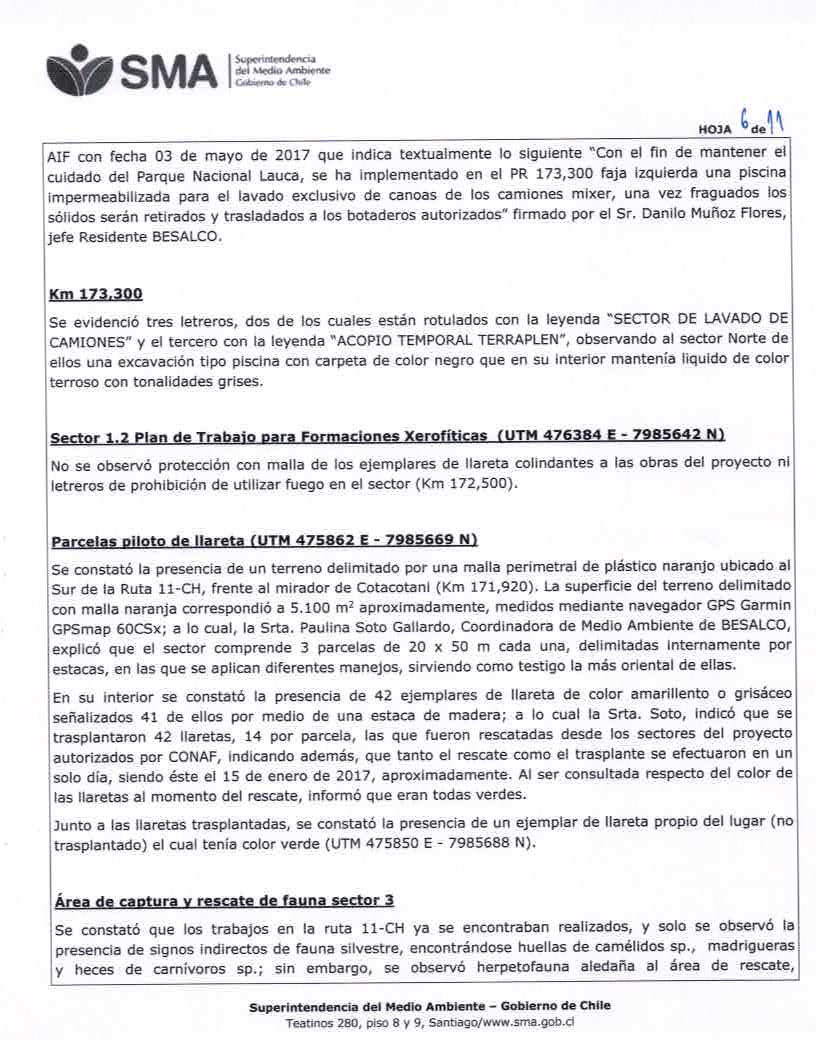 SMA
Superintendencia
del Medio Ambiente
Gobierno de Chile
HOJA 6 de 11
AIF con fecha 03 de mayo de 2017 que indica textualmente lo siguiente "Con el fin de mantener el
cuidado del Parque Nacional Lauca, se ha implementado en el PR 173,300 faja izquierda una piscina
impermeabilizada para el lavado exclusivo de canoas de los camiones mixer, una vez fraguados los
sólidos serán retirados y trasladados a los botaderos autorizados" firmado por el Sr. Danilo Muñoz Flores,
jefe Residente BESALCO.
Km 173,300
Se evidenció tres letreros, dos de los cuales están rotulados con la leyenda "SECTOR DE LAVADO DE
CAMIONES" y el tercero con la leyenda "ACOPIO TEMPORAL TERRAPLEN", observando al sector Norte de
ellos una excavación tipo piscina con carpeta de color negro que en su interior mantenía liquido de color
terroso con tonalidades grises.
Sector 1.2 Plan de Trabajo para Formaciones Xerofíticas (UTM 476384 E - 7985642 N)
No se observó protección con malla de los ejemplares de llareta colindantes a las obras del proyecto ni
letreros de prohibición de utilizar fuego en el sector (Km 172,500).
Parcelas piloto de llareta (UTM 475862 E - 7985669 N)
Se constató la presencia de un terreno delimitado por una malla perimetral de plástico naranjo ubicado al
Sur de la Ruta 11-CH, frente al mirador de Cotacotani (Km 171,920). La superficie del terreno delimitado
con malla naranja correspondió a 5.100 m² aproximadamente, medidos mediante navegador GPS Garmin
GPSmap 60CSx; a lo cual, la Srta. Paulina Soto Gallardo, Coordinadora de Medio Ambiente de BESALCO,
explicó que el sector comprende 3 parcelas de 20 x 50 m cada una, delimitadas internamente por
estacas, en las que se aplican diferentes manejos, sirviendo como testigo la más oriental de ellas.
En su interior se constató la presencia de 42 ejemplares de llareta de color amarillento o grisáceo
señalizados 41 de ellos por medio de una estaca de madera; a lo cual la Srta. Soto, indicó que se
trasplantaron 42 llaretas, 14 por parcela, las que fueron rescatadas desde los sectores del proyecto
autorizados por CONAF, indicando además, que tanto el rescate como el trasplante se efectuaron en un
solo día, siendo éste el 15 de enero de 2017, aproximadamente. Al ser consultada respecto del color de
las llaretas al momento del rescate, informó que eran todas verdes.
Junto a las llaretas trasplantadas, se constató la presencia de un ejemplar de llareta propio del lugar (no
trasplantado) el cual tenía color verde (UTM 475850 E - 7985688 N).
Área de captura y rescate de fauna sector 3
Se constató que los trabajos en la ruta 11-CH ya se encontraban realizados, y solo se observó la
presencia de signos indirectos de fauna silvestre, encontrándose huellas de camélidos sp., madrigueras
y heces de carnívoros sp.; sin embargo, se observó herpetofauna aledaña al área de rescate,
Superintendencia del Medio Ambiente – Gobierno de Chile
Teatinos 280, piso 8 y 9, Santiago/www.sma.gob.cl